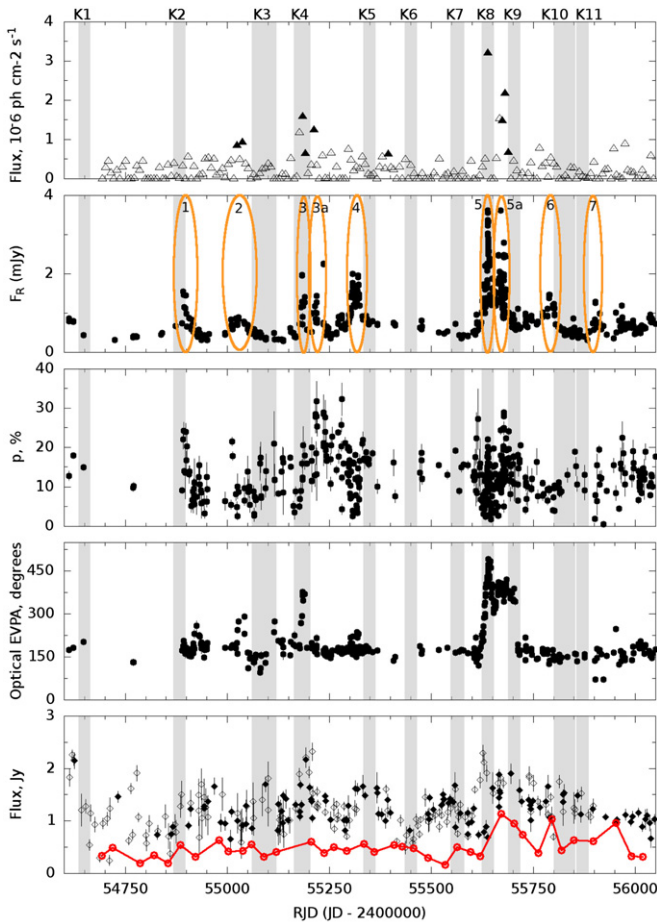 K1 K2 K3 K4 K5 K6 K7 K8 K9 K10 K11
4
3
2
1
0
Flux, 10^-6 ph cm-2 s^-1
4
2
0
F_R (mJy)
1 2 3 3a 4 5 5a 6 7
40
30
20
10
0
p, %
450
300
150
0
Optical EVPA, degrees
3
2
1
0
Flux, Jy
54750 55000 55250 55500 55750 56000
RJD (JD - 2400000)